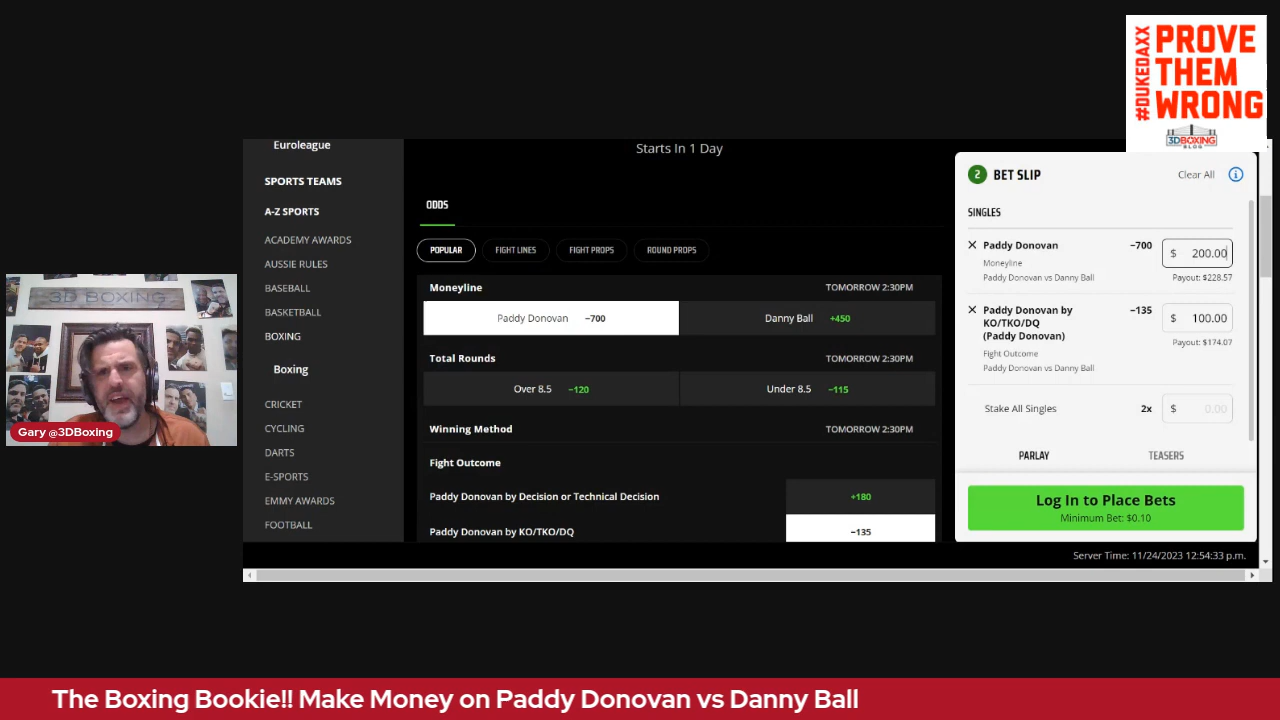 #DUKEDAXX
PROVE
THEM
WRONG
3DBOXING
BLOG
Euroleague
SPORTS TEAMS
A-Z SPORTS
ACADEMY AWARDS
AUSSIE RULES
BASEBALL
BASKETBALL
BOXING
Boxing
CRICKET
CYCLING
DARTS
E-SPORTS
EMMY AWARDS
FOOTBALL
Starts In 1 Day
ODDS
POPULAR FIGHT LINES FIGHT PROPS ROUND PROPS
Moneyline TOMORROW 2:30PM
Paddy Donovan −700 Danny Ball +450
Total Rounds TOMORROW 2:30PM
Over 8.5 −120 Under 8.5 −115
Winning Method TOMORROW 2:30PM
Fight Outcome
Paddy Donovan by Decision or Technical Decision +180
Paddy Donovan by KO/TKO/DQ −135
2 BET SLIP Clear All i
SINGLES
Paddy Donovan −700 $ 200.00
Moneyline
Paddy Donovan vs Danny Ball Payout: $228.57
Paddy Donovan by −135 $ 100.00
KO/TKO/DQ
(Paddy Donovan) Payout: $174.07
Fight Outcome
Paddy Donovan vs Danny Ball
Stake All Singles 2x $ 0.00
PARLAY TEASERS
Log In to Place Bets
Minimum Bet: $0.10
Server Time: 11/24/2023 12:54:33 p.m.
3D BOXING
Gary @3DBoxing
The Boxing Bookie!! Make Money on Paddy Donovan vs Danny Ball